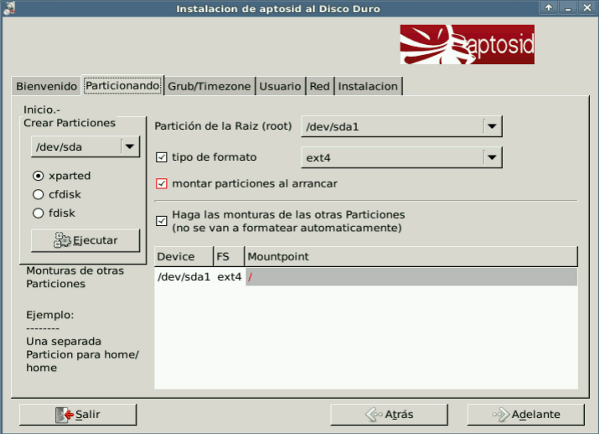 Instalacion de aptosid al Disco Duro
aptosid
Bienvenido Particionando Grub/Timezone Usuario Red Instalacion
Inicio.-
Crear Particiones
/dev/sda
xparted
cfdisk
fdisk
Ejecutar
Monturas de otras
Particiones
Ejemplo:
--------
Una separada
Particion para home/
home
Partición de la Raiz (root) /dev/sda1
tipo de formato ext4
montar particiones al arrancar
Haga las monturas de las otras Particiones
(no se van a formatear automaticamente)
Device FS Mountpoint
/dev/sda1 ext4 /
Salir Atrás Adelante